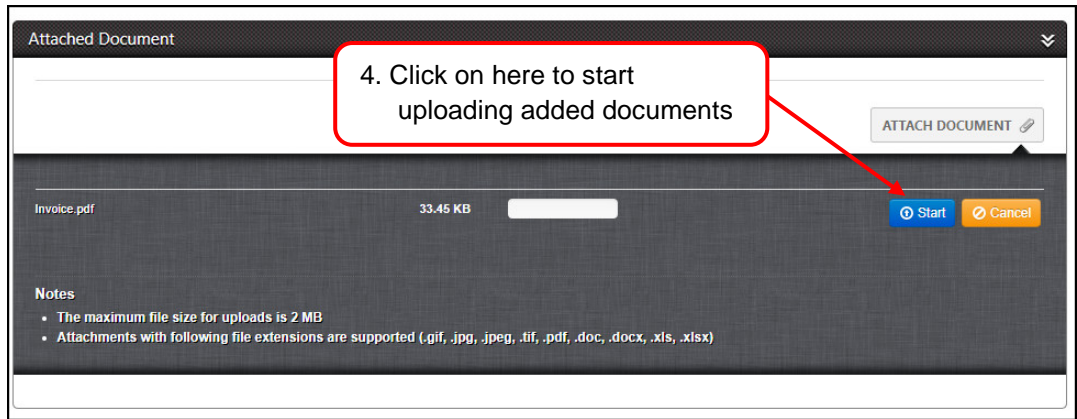 Attached Document
4. Click on here to start
uploading added documents
ATTACH DOCUMENT
Invoice.pdf 33.45 KB Start Cancel
Notes
• The maximum file size for uploads is 2 MB
• Attachments with following file extensions are supported (.gif, .jpg, .jpeg, .tif, .pdf, .doc, .docx, .xls, .xlsx)